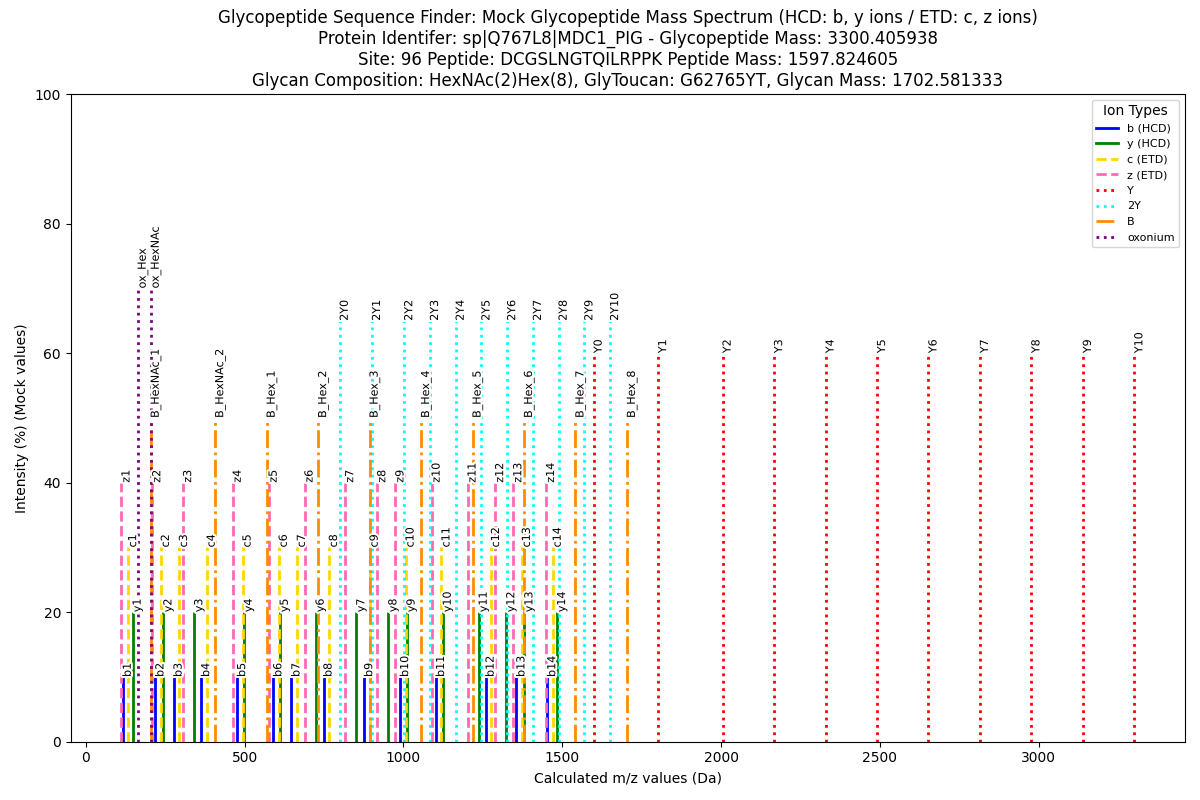 Glycopeptide Sequence Finder: Mock Glycopeptide Mass Spectrum (HCD: b, y ions / ETD: c, z ions)
Protein Identifer: sp|Q767L8|MDC1_PIG - Glycopeptide Mass: 3300.405938
Site: 96 Peptide: DCGSLNGTQILRPPK Peptide Mass: 1597.824605
Glycan Composition: HexNAc(2)Hex(8), GlyToucan: G62765YT, Glycan Mass: 1702.581333
Intensity (%) (Mock values)
100
80
60
40
20
0
Ion Types
b (HCD)
y (HCD)
c (ETD)
z (ETD)
Y
2Y
B
oxonium
ox_Hex
ox_HexNAc
2Y0
2Y1
2Y2
2Y3
2Y4
2Y5
2Y6
2Y7
2Y8
2Y9
2Y10
Y0
Y1
Y2
Y3
Y4
Y5
Y6
Y7
Y8
Y9
Y10
B_HexNAc_1
B_HexNAc_2
B_Hex_1
B_Hex_2
B_Hex_3
B_Hex_4
B_Hex_5
B_Hex_6
B_Hex_7
B_Hex_8
z1
z2
z3
z4
z5
z6
z7
z8
z9
z10
z11
z12
z13
z14
c1
c2
c3
c4
c5
c6
c7
c8
c9
c10
c11
c12
c13
c14
y1
y2
y3
y4
y5
y6
y7
y8
y9
y10
y11
y12
y13
y14
b1
b2
b3
b4
b5
b6
b7
b8
b9
b10
b11
b12
b13
b14
0
500
1000
1500
2000
2500
3000
Calculated m/z values (Da)